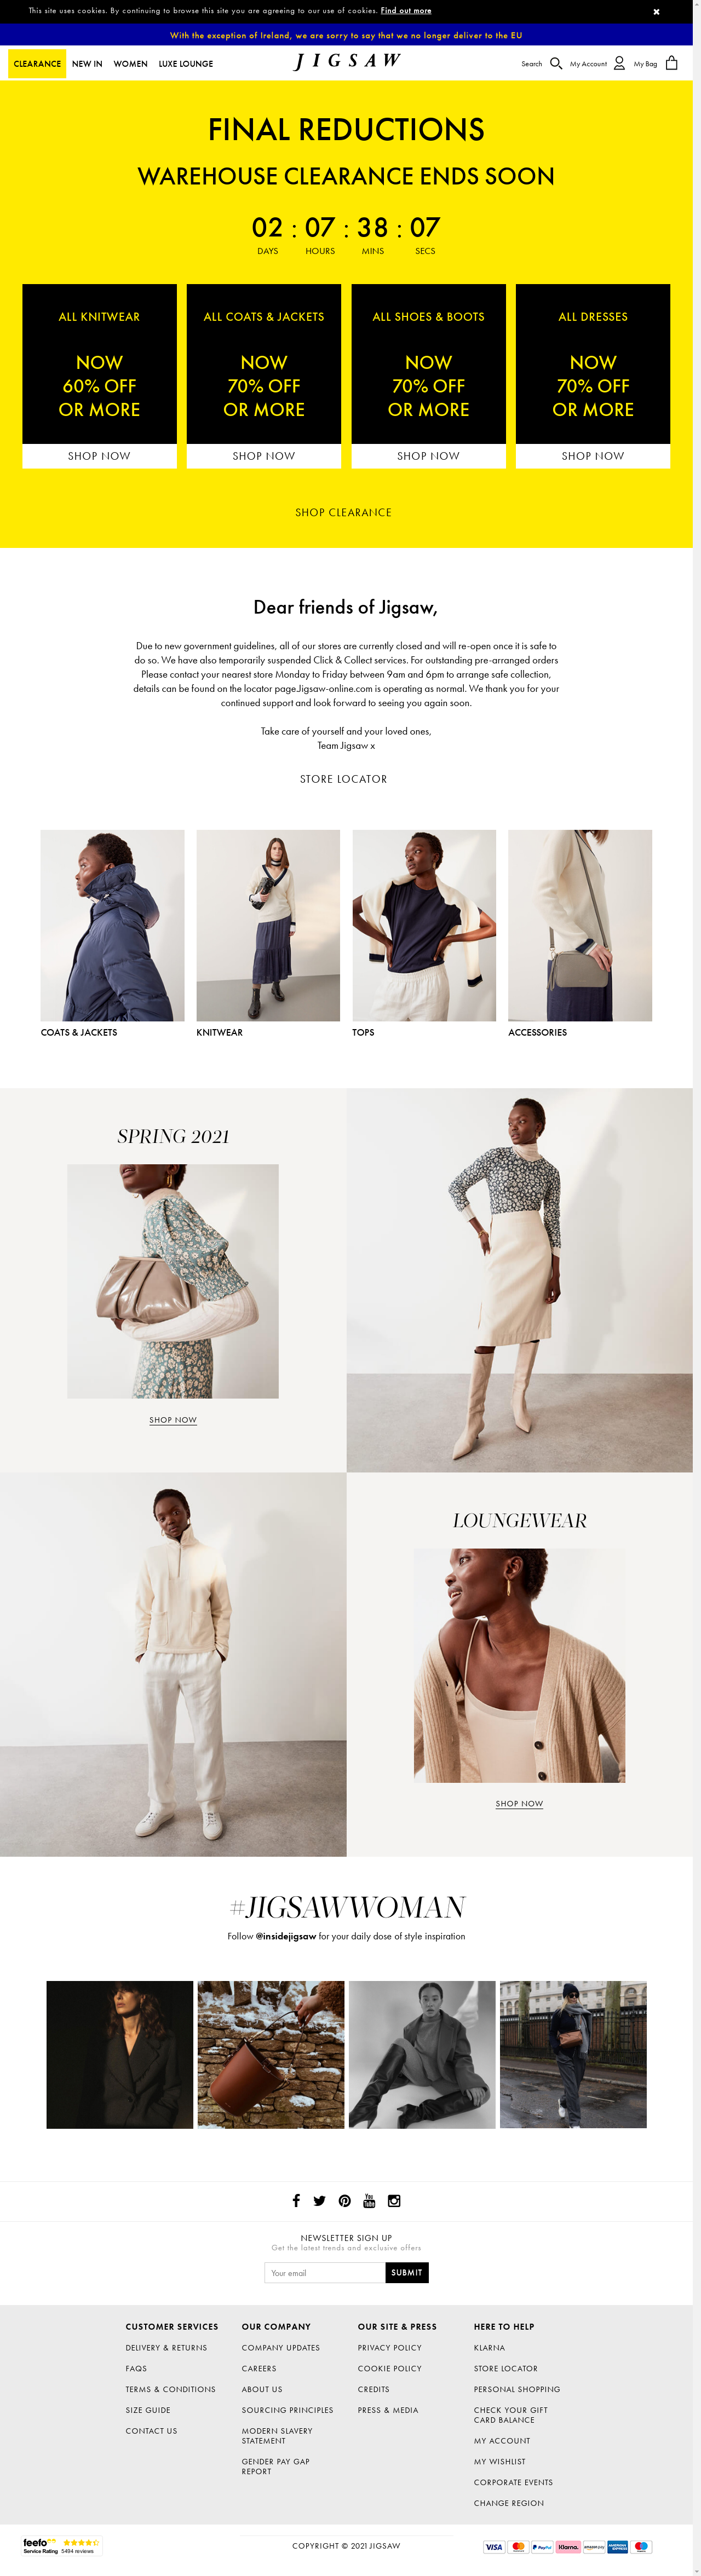 This site uses cookies. By continuing to browse this site you are agreeing to our use of cookies. Find out more
With the exception of Ireland, we are sorry to say that we no longer deliver to the EU
CLEARANCE NEW IN WOMEN LUXE LOUNGE
JIGSAW
Search My Account My Bag
FINAL REDUCTIONS
WAREHOUSE CLEARANCE ENDS SOON
02 : 07 : 38 : 07
DAYS HOURS MINS SECS
ALL KNITWEAR
NOW
60% OFF
OR MORE
SHOP NOW
ALL COATS & JACKETS
NOW
70% OFF
OR MORE
SHOP NOW
ALL SHOES & BOOTS
NOW
70% OFF
OR MORE
SHOP NOW
ALL DRESSES
NOW
70% OFF
OR MORE
SHOP NOW
SHOP CLEARANCE
Dear friends of Jigsaw,
Due to new government guidelines, all of our stores are currently closed and will re-open once it is safe to
do so. We have also temporarily suspended Click & Collect services. For outstanding pre-arranged orders
Please contact your nearest store Monday to Friday between 9am and 6pm to arrange safe collection,
details can be found on the locator page.Jigsaw-online.com is operating as normal. We thank you for your
continued support and look forward to seeing you again soon.
Take care of yourself and your loved ones,
Team Jigsaw x
STORE LOCATOR
COATS & JACKETS
KNITWEAR
TOPS
ACCESSORIES
SPRING 2021
SHOP NOW
LOUNGEWEAR
SHOP NOW
#JIGSAWWOMAN
Follow @insidejigsaw for your daily dose of style inspiration
You
Tube
NEWSLETTER SIGN UP
Get the latest trends and exclusive offers
Your email SUBMIT
CUSTOMER SERVICES
DELIVERY & RETURNS
FAQS
TERMS & CONDITIONS
SIZE GUIDE
CONTACT US
OUR COMPANY
COMPANY UPDATES
CAREERS
ABOUT US
SOURCING PRINCIPLES
MODERN SLAVERY
STATEMENT
GENDER PAY GAP
REPORT
OUR SITE & PRESS
PRIVACY POLICY
COOKIE POLICY
CREDITS
PRESS & MEDIA
HERE TO HELP
KLARNA
STORE LOCATOR
PERSONAL SHOPPING
CHECK YOUR GIFT
CARD BALANCE
MY ACCOUNT
MY WISHLIST
CORPORATE EVENTS
CHANGE REGION
feefo
Service Rating 5494 reviews
COPYRIGHT © 2021 JIGSAW
VISA mastercard PayPal Klarna. amazon pay AMERICAN EXPRESS maestro